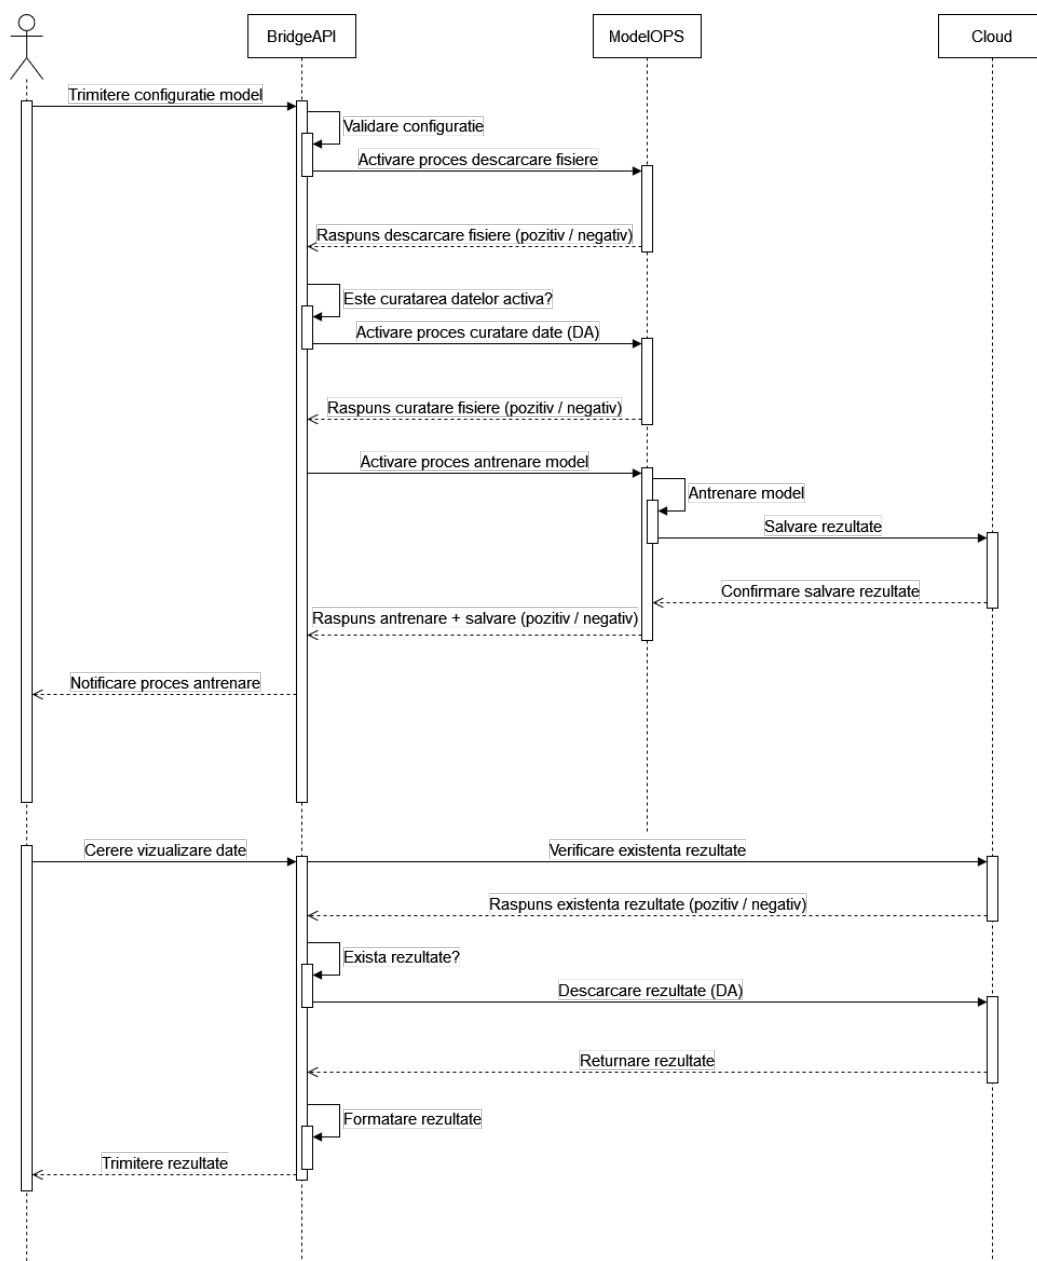 BridgeAPI
ModelOPS
Cloud
Trimitere configuratie model
Validare configuratie
Activare proces descarcare fisiere
Raspuns descarcare fisiere (pozitiv / negativ)
Este curatarea datelor activa?
Activare proces curatare date (DA)
Raspuns curatare fisiere (pozitiv / negativ)
Activare proces antrenare model
Antrenare model
Salvare rezultate
Confirmare salvare rezultate
Raspuns antrenare + salvare (pozitiv / negativ)
Notificare proces antrenare
Cerere vizualizare date
Verificare existenta rezultate
Raspuns existenta rezultate (pozitiv / negativ)
Exista rezultate?
Descarcare rezultate (DA)
Returnare rezultate
Formatare rezultate
Trimitere rezultate